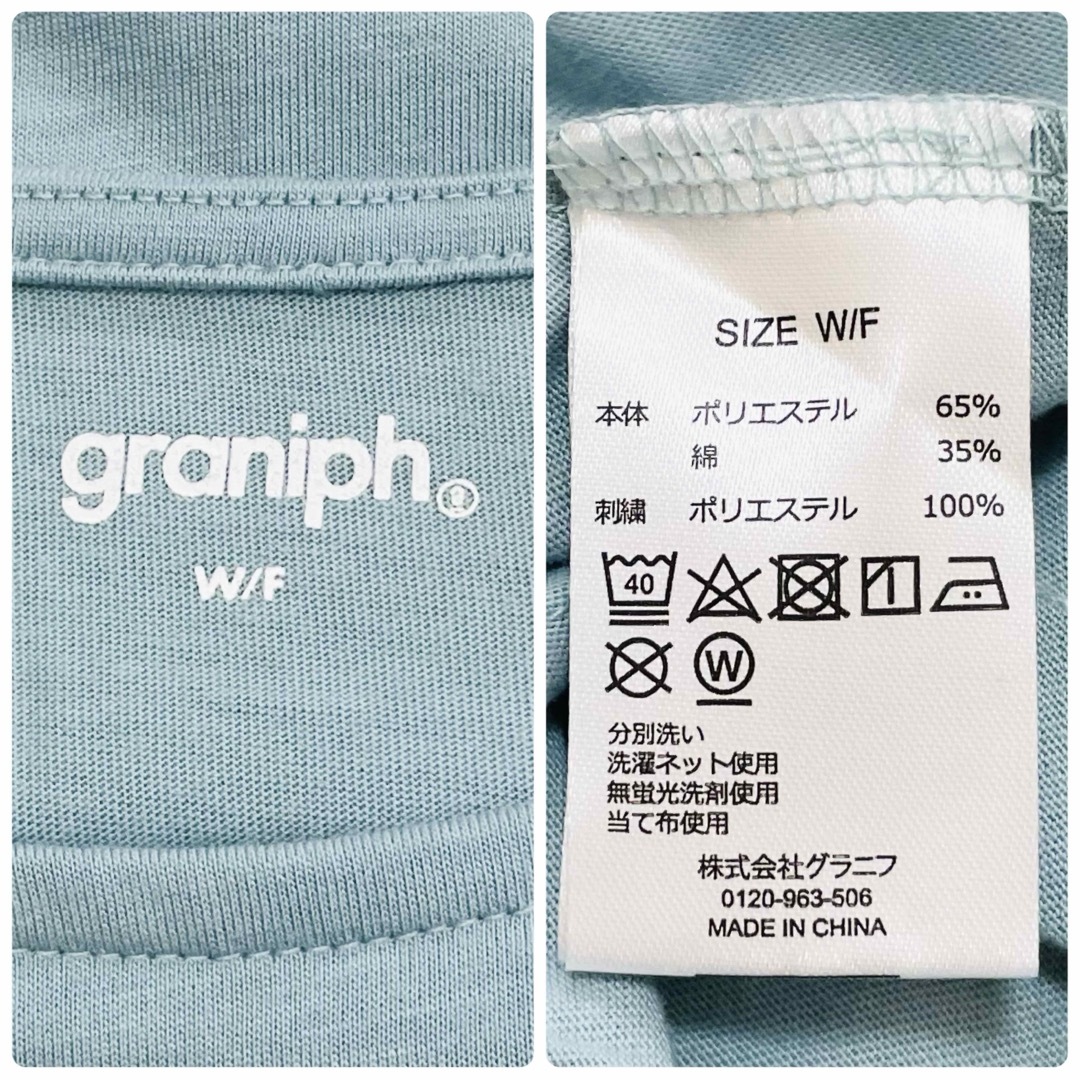 graniph®
W/F
SIZE W/F
本体 ポリエステル 65%
綿 35%
刺繍 ポリエステル 100%
40
W
分別洗い
洗濯ネット使用
無蛍光洗剤使用
当て布使用
株式会社グラニフ
0120-963-506
MADE IN CHINA